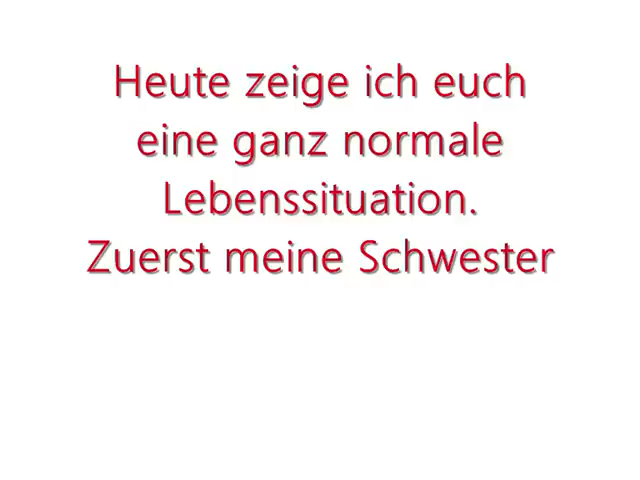 Heute zeige ich euch
eine ganz normale
Lebenssituation.
Zuerst meine Schwester